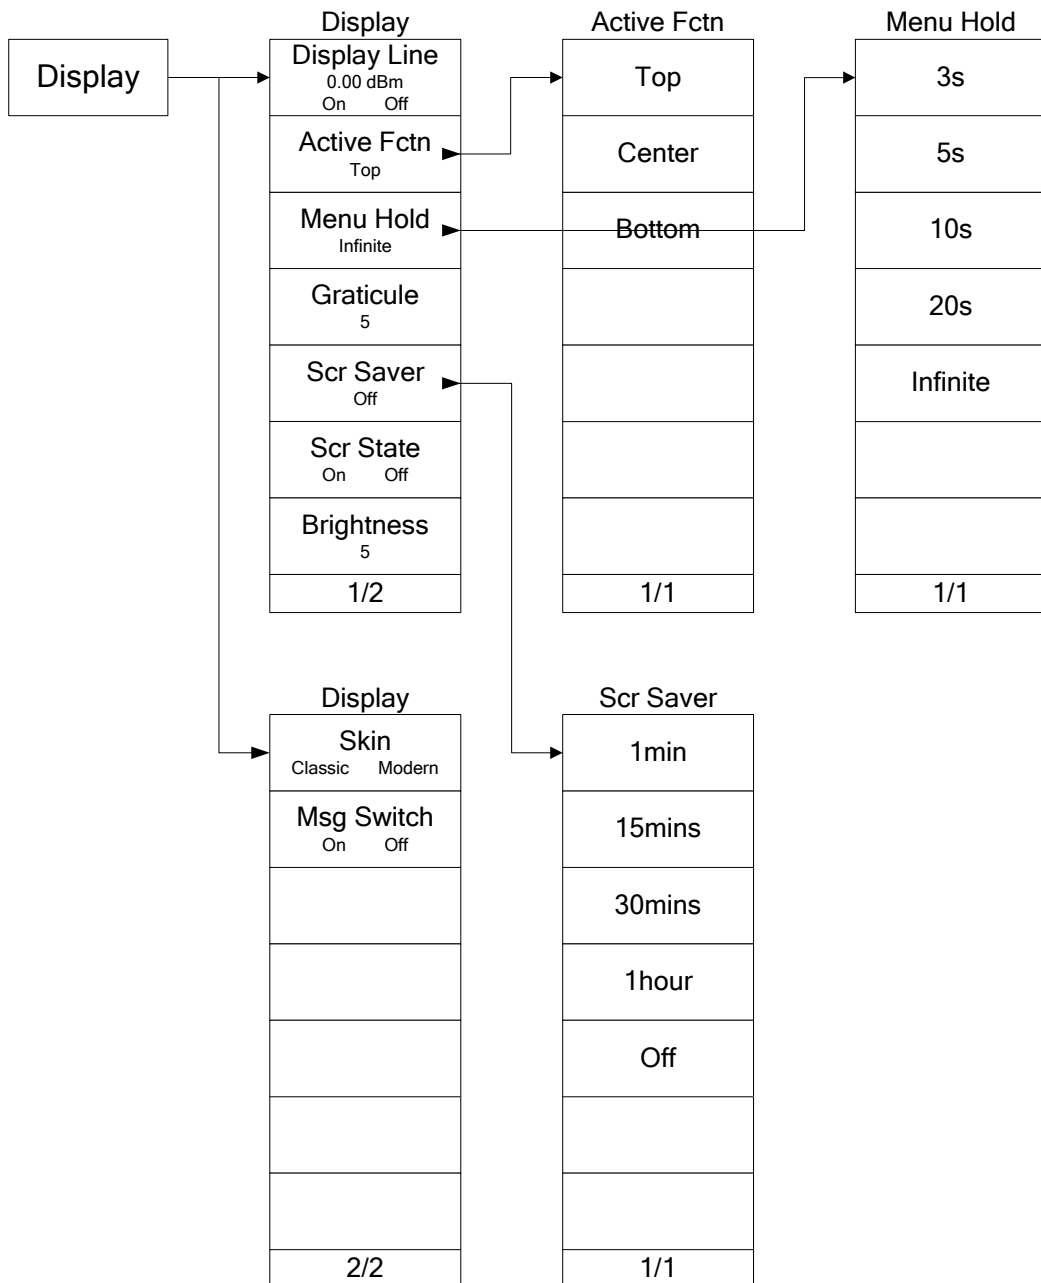 Display
Display
Display Line
0.00 dBm
On Off
Active Fctn
Top
Menu Hold
Infinite
Graticule
5
Scr Saver
Off
Scr State
On Off
Brightness
5
1/2
Active Fctn
Top
Center
Bottom
1/1
Menu Hold
3s
5s
10s
20s
Infinite
1/1
Display
Skin
Classic Modern
Msg Switch
On Off
2/2
Scr Saver
1min
15mins
30mins
1hour
Off
1/1